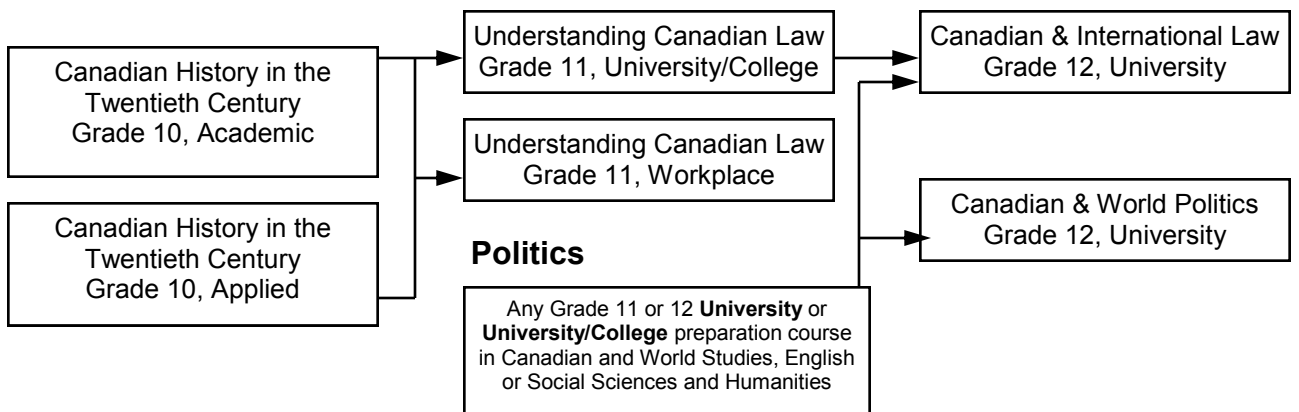 Canadian History in the
Twentieth Century
Grade 10, Academic
Canadian History in the
Twentieth Century
Grade 10, Applied
Understanding Canadian Law
Grade 11, University/College
Understanding Canadian Law
Grade 11, Workplace
Politics
Any Grade 11 or 12 University or
University/College preparation course
in Canadian and World Studies, English
or Social Sciences and Humanities
Canadian & International Law
Grade 12, University
Canadian & World Politics
Grade 12, University